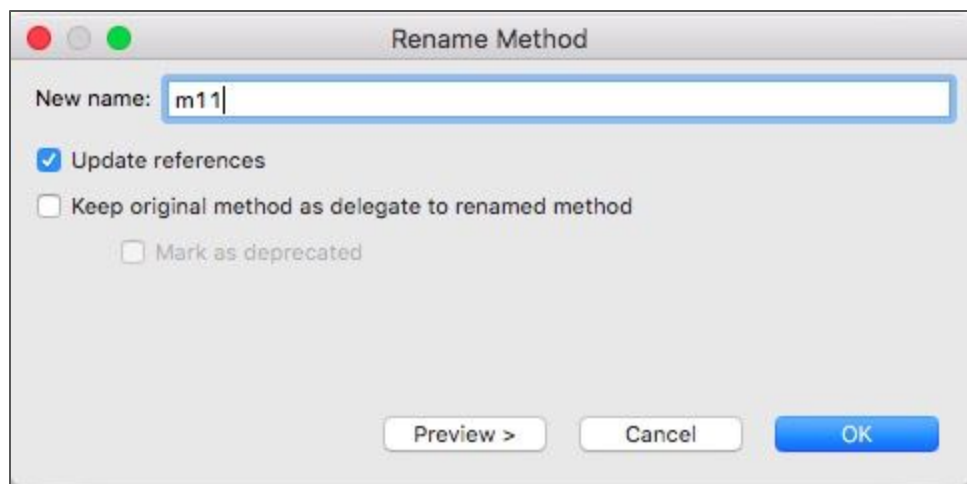 Rename Method
New name: m11
Update references
Keep original method as delegate to renamed method
Mark as deprecated
Preview > Cancel OK